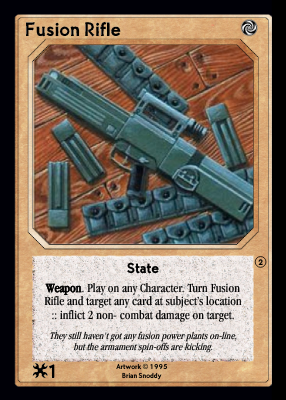 Fusion Rifle
2
State
Weapon. Play on any Character. Turn Fusion
Rifle and target any card at subject's location
:: inflict 2 non- combat damage on target.
They still haven't got any fusion power plants on-line,
but the armament spin-offs are kicking.
1
Artwork © 1995
Brian Snoddy